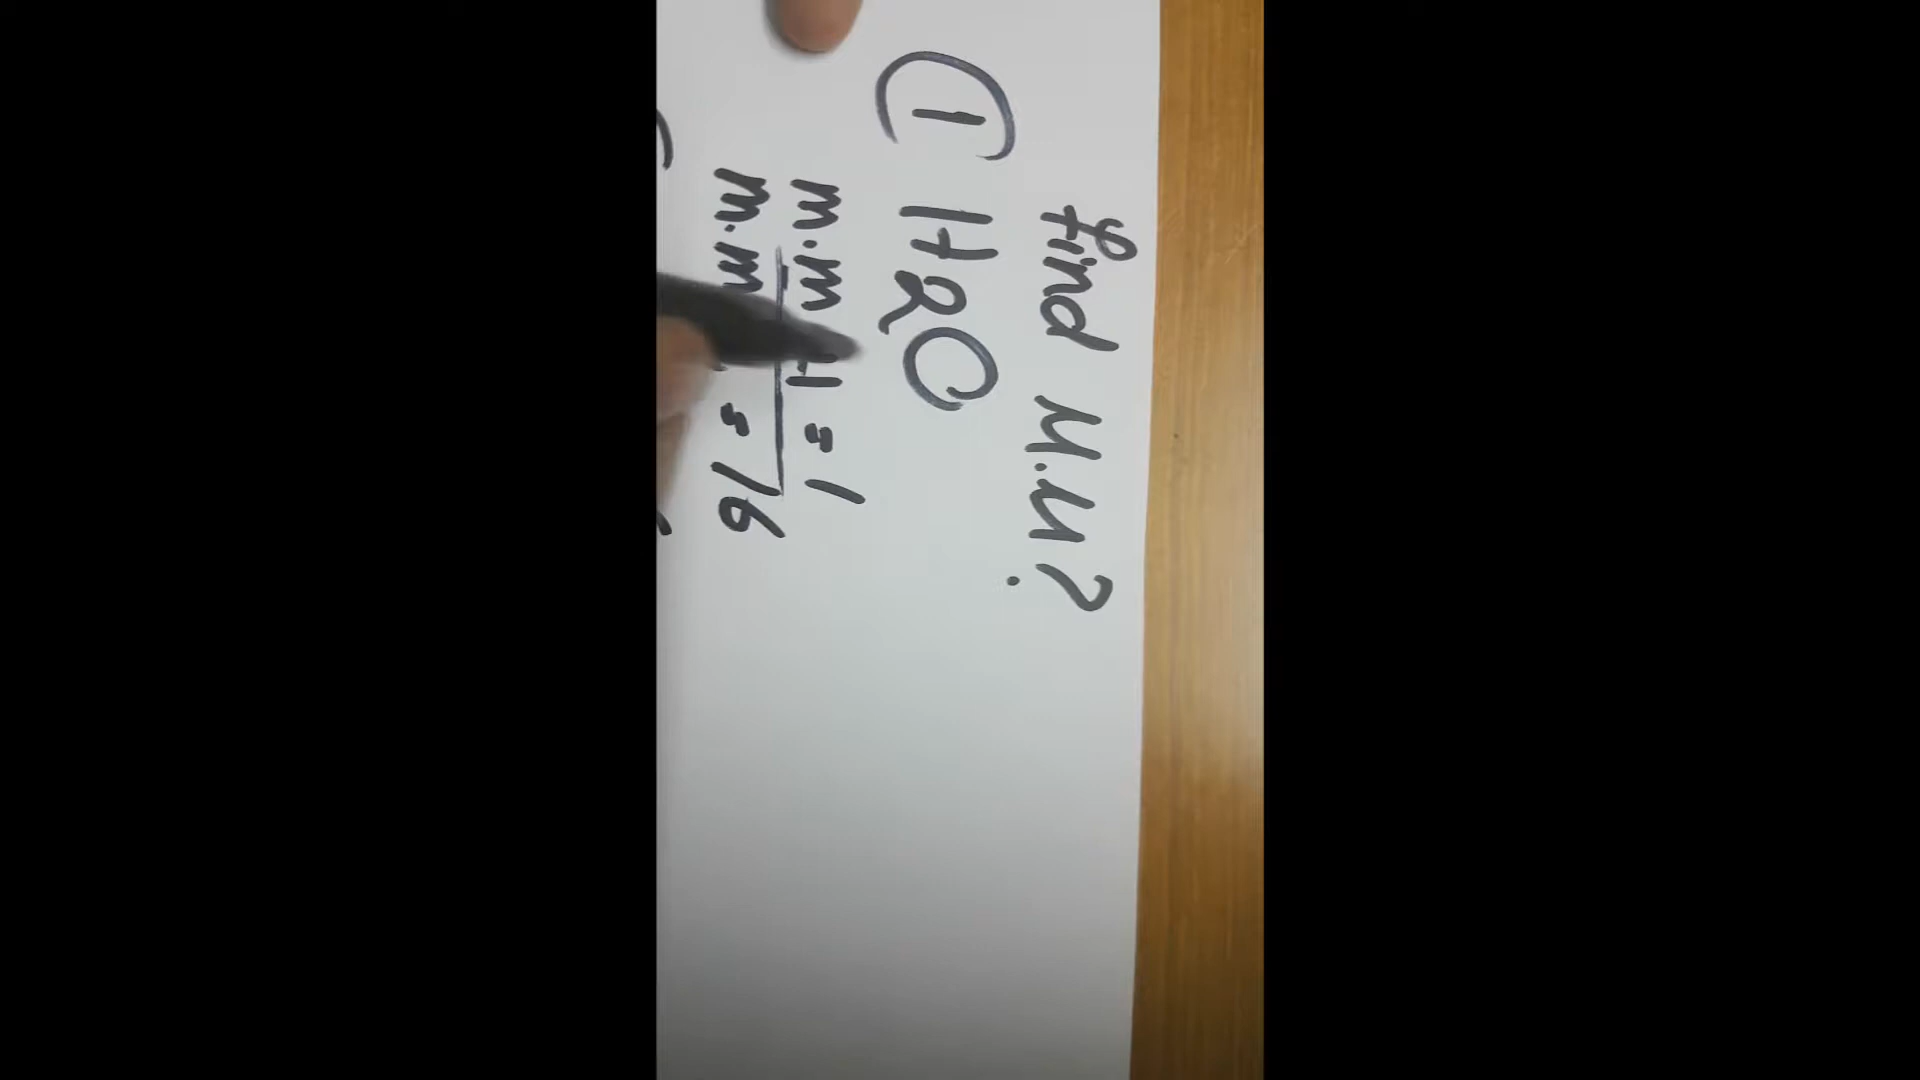 find M.M?
① H2O
m.m H = 1
m.m = 16